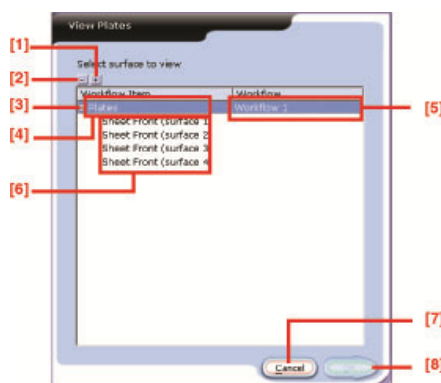 View Plates
[1]
Select surface to view
[2]
Workflow Item Workflow
[3] Plates Workflow 1 [5]
[4]
Sheet Front (surface 1
Sheet Front (surface 2
Sheet Front (surface 3
[6] Sheet Front (surface 4
[7]
Cancel [8]